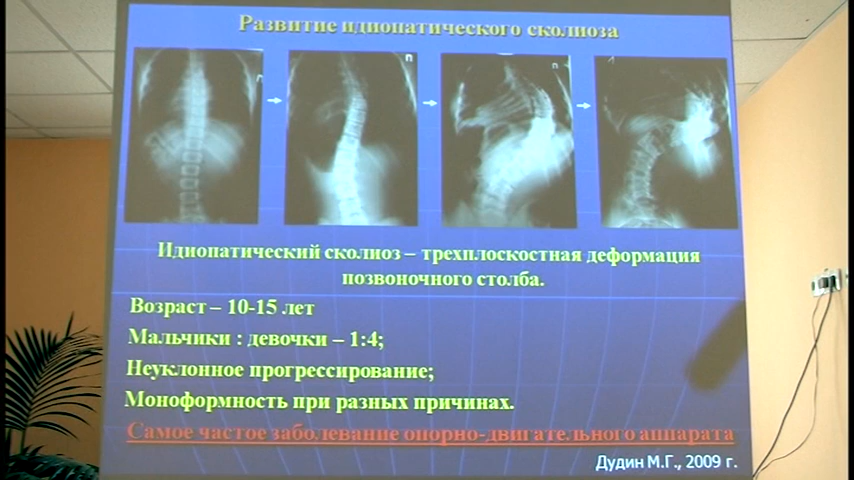 Развитие идиопатического сколиоза
П
П
Идиопатический сколиоз – трехплоскостная деформация
позвоночного столба.
Возраст – 10-15 лет
Мальчики : девочки – 1:4;
Неуклонное прогрессирование;
Моноформность при разных причинах.
Самое частое заболевание опорно-двигательного аппарата
Дудин М.Г., 2009 г.